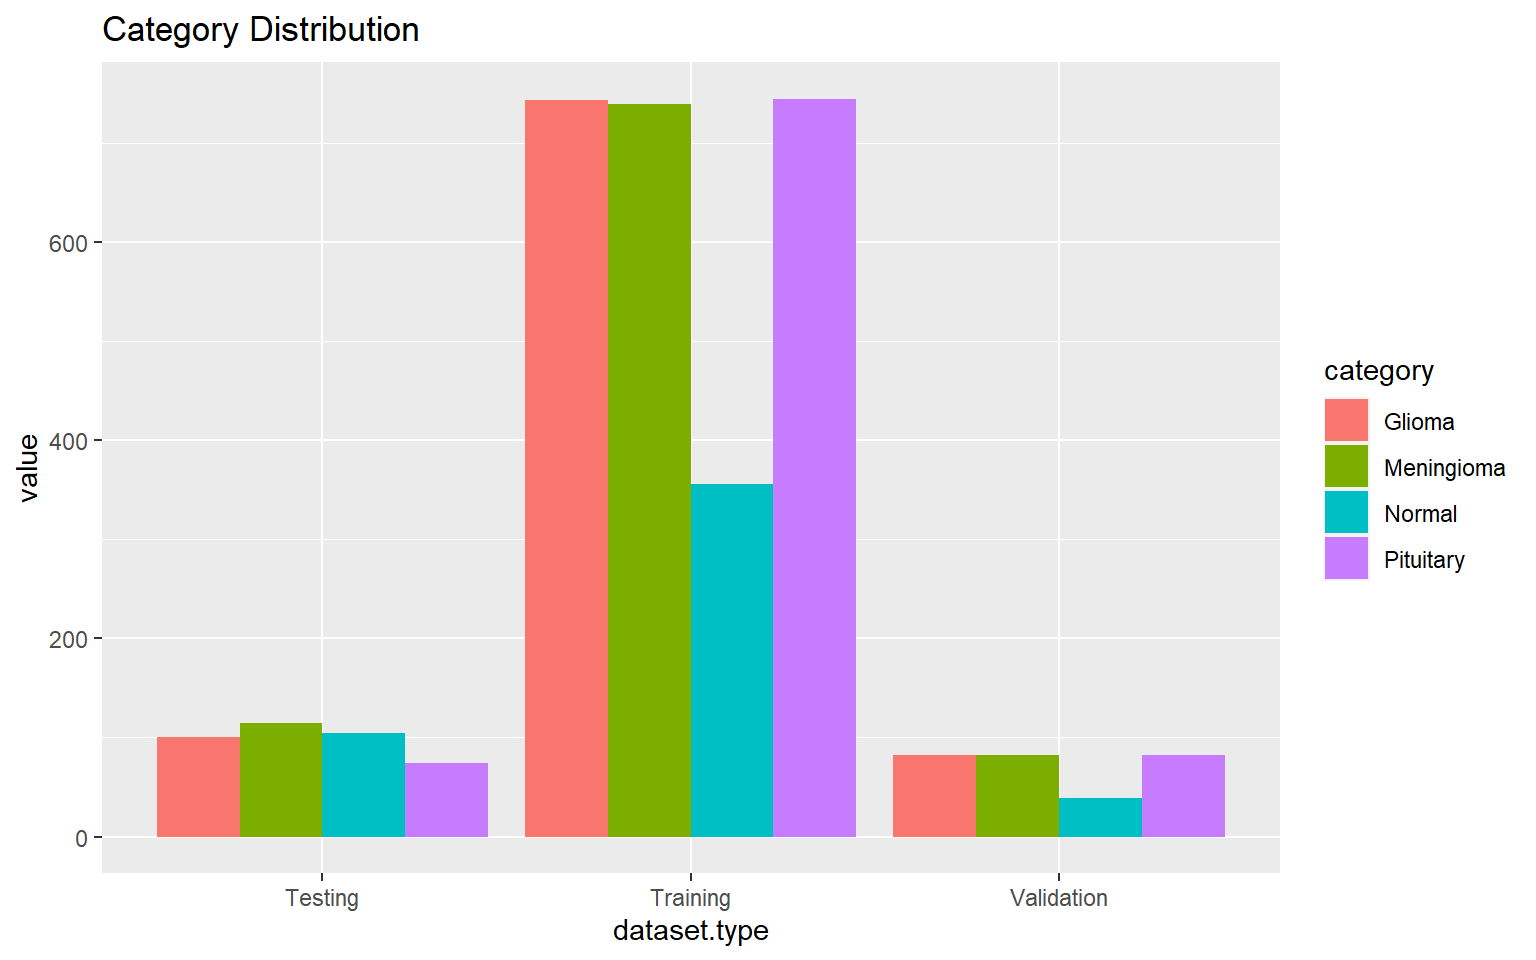 Category Distribution
value
600
400
200
0
Testing
Training
Validation
dataset.type
category
Glioma
Meningioma
Normal
Pituitary